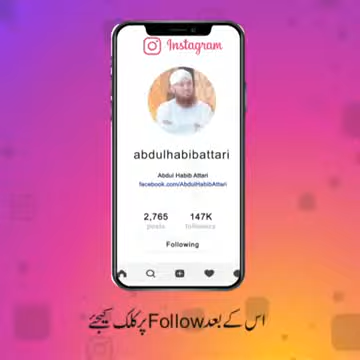 Instagram
abdulhabibattari
Abdul Habib Attari
facebook.com/AbdulHabibAttari
2,765 147K
posts followers
Following
اس کے بعد Follow پر کلک کیجئے